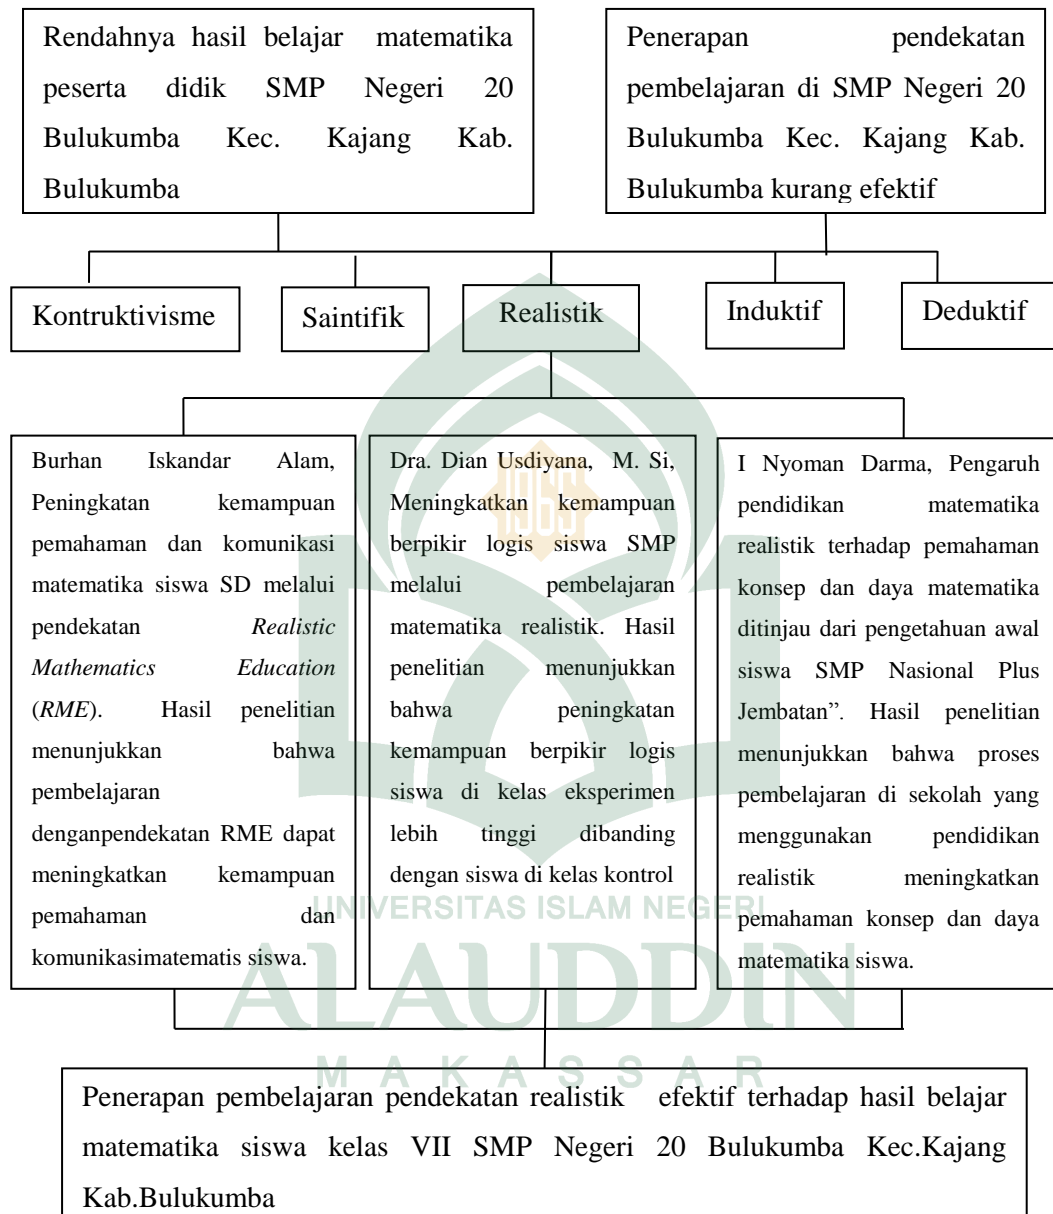 Rendahnya hasil belajar matematika
peserta didik SMP Negeri 20
Bulukumba Kec. Kajang Kab.
Bulukumba
Penerapan pendekatan
pembelajaran di SMP Negeri 20
Bulukumba Kec. Kajang Kab.
Bulukumba kurang efektif
Kontruktivisme
Saintifik
Realistik
Induktif
Deduktif
Burhan Iskandar Alam,
Peningkatan kemampuan
pemahaman dan komunikasi
matematika siswa SD melalui
pendekatan Realistic
Mathematics Education
(RME). Hasil penelitian
menunjukkan bahwa
pembelajaran
denganpendekatan RME dapat
meningkatkan kemampuan
pemahaman dan
komunikasimatematis siswa.
Dra. Dian Usdiyana, M. Si,
Meningkatkan kemampuan
berpikir logis siswa SMP
melalui pembelajaran
matematika realistik. Hasil
penelitian menunjukkan
bahwa peningkatan
kemampuan berpikir logis
siswa di kelas eksperimen
lebih tinggi dibanding
dengan siswa di kelas kontrol
I Nyoman Darma, Pengaruh
pendidikan matematika
realistik terhadap pemahaman
konsep dan daya matematika
ditinjau dari pengetahuan awal
siswa SMP Nasional Plus
Jembatan”. Hasil penelitian
menunjukkan bahwa proses
pembelajaran di sekolah yang
menggunakan pendidikan
realistik meningkatkan
pemahaman konsep dan daya
matematika siswa.
1965
UNIVERSITAS ISLAM NEGERI
ALAUDDIN
MAKASSAR
Penerapan pembelajaran pendekatan realistik efektif terhadap hasil belajar
matematika siswa kelas VII SMP Negeri 20 Bulukumba Kec.Kajang
Kab.Bulukumba